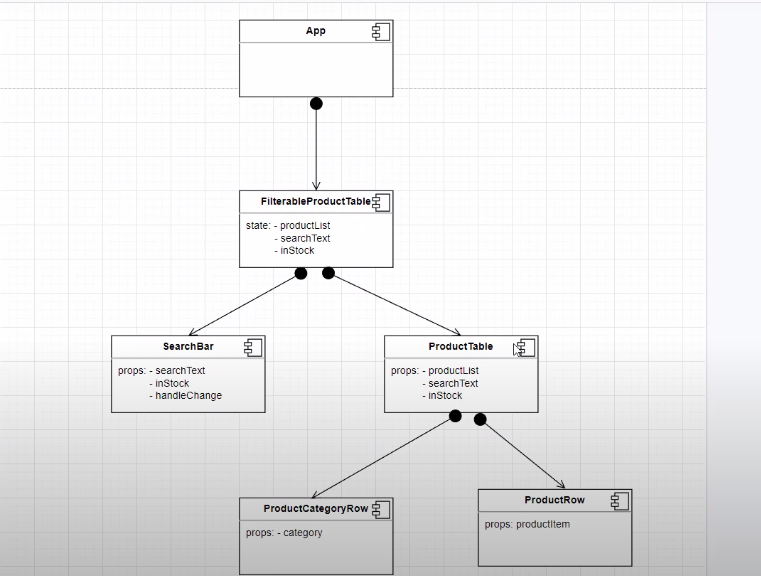 App
FilterableProductTable
state: - productList
- searchText
- inStock
SearchBar
props: - searchText
- inStock
- handleChange
ProductTable
props: - productList
- searchText
- inStock
ProductCategoryRow
props: - category
ProductRow
props: productItem